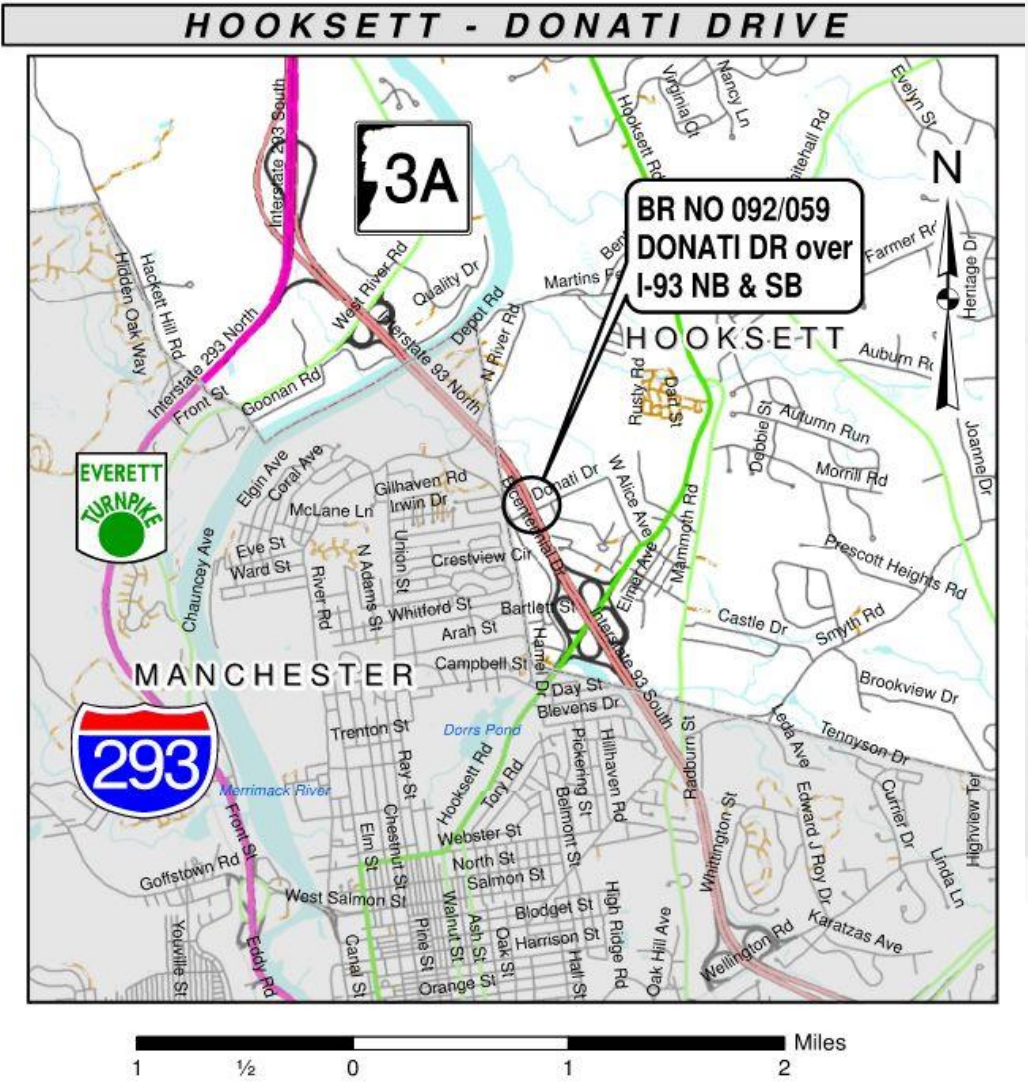 HOOKSETT - DONATI DRIVE
Interstate 293 South
3A
Hooksett Rd
Virginia Ct
Nancy Ln
Evelyn St
N
BR NO 092/059
DONATI DR over
I-93 NB & SB
Farmer Rd
Heritage Dr
Hackett Hill Rd
Hidden Oak Way
West River Rd
Quality Dr
Depot Rd
Martins
HOOKSETT
Interstate 293 North
Front St
Goonan Rd
Interstate 93 North
N River Rd
Rusty Rd
Dart St
Auburn Rd
Debbie St
Autumn Run
Joanne Dr
Morrill Rd
EVERETT
TURNPIKE
Elgin Ave
Coral Ave
Gilhaven Rd
Irwin Dr
McLane Ln
Donati Dr
Bicentennial Dr
W Alice Ave
Mammoth Rd
Chauncey Ave
Eve St
Ward St
River Rd
N Adams St
Union St
Crestview Cir
Elmer Ave
Prescott Heights Rd
Whitford St
Bartlett St
Arah St
Castle Dr
Smyth Rd
Interstate 93 South
Campbell St
Hamel Dr
MANCHESTER
Brookview Dr
Day St
Blevens Dr
Trenton St
Dorrs Pond
Leda Ave
Tennyson Dr
293
Merrimack River
Ray St
Hooksett Rd
Tory Rd
Pickering St
Hillhaven Rd
Radburn St
Front St
Elm St
Chestnut St
Webster St
Belmont St
Whittington St
Edward J Roy Dr
Currier Dr
Highview Ter
Linda Ln
Goffstown Rd
North St
Salmon St
West Salmon St
Blodget St
Harrison St
Orange St
Youville St
Eddy Rd
Canal St
Pine St
Walnut St
Ash St
Oak St
Hall St
High Ridge Rd
Oak Hill Ave
Wellington Rd
Karatzas Ave
1 ½ 0 1 2 Miles